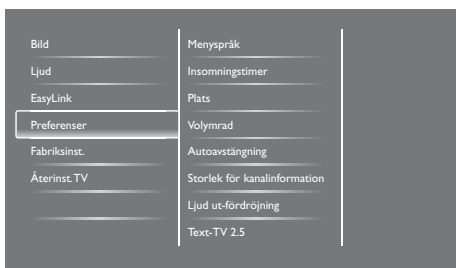 Bild
Ljud
EasyLink
Preferenser
Fabriksinst.
Återinst.TV
Menyspråk
Insomningstimer
Plats
Volymrad
Autoavstängning
Storlek för kanalinformation
Ljud ut-fördröjning
Text-TV 2.5